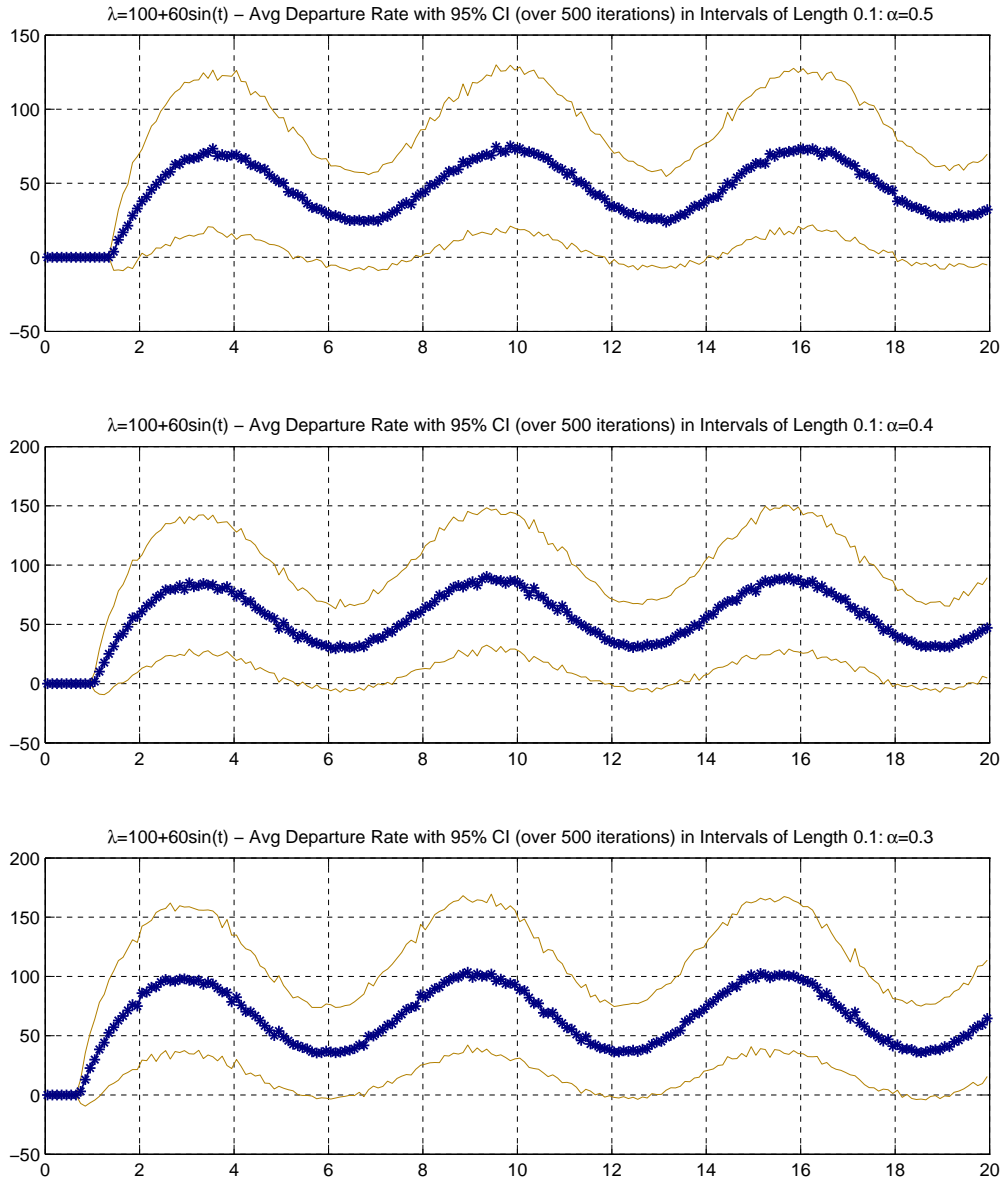 λ=100+60sin(t) − Avg Departure Rate with 95% CI (over 500 iterations) in Intervals of Length 0.1: α=0.5
150
100
50
0
−50
0 2 4 6 8 10 12 14 16 18 20
λ=100+60sin(t) − Avg Departure Rate with 95% CI (over 500 iterations) in Intervals of Length 0.1: α=0.4
200
150
100
50
0
−50
0 2 4 6 8 10 12 14 16 18 20
λ=100+60sin(t) − Avg Departure Rate with 95% CI (over 500 iterations) in Intervals of Length 0.1: α=0.3
200
150
100
50
0
−50
0 2 4 6 8 10 12 14 16 18 20